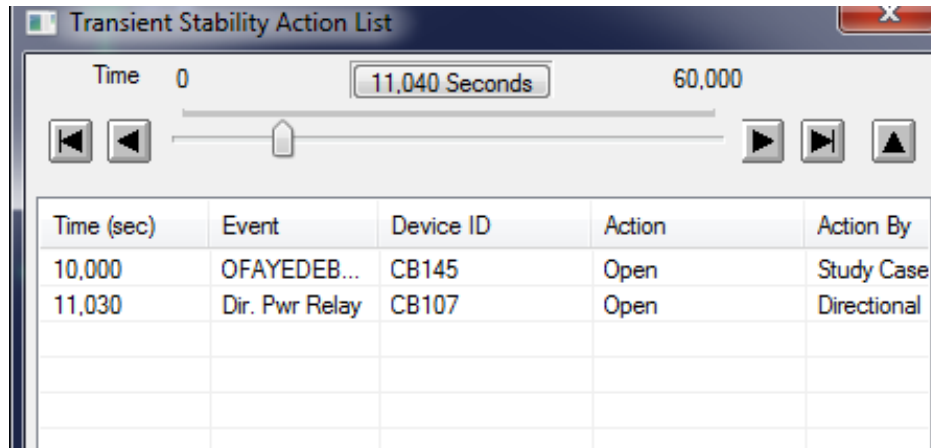 Transient Stability Action List
Time 0 11,040 Seconds 60,000
Time (sec) Event Device ID Action Action By
10,000 OFAYEDEB... CB145 Open Study Case
11,030 Dir. Pwr Relay CB107 Open Directional